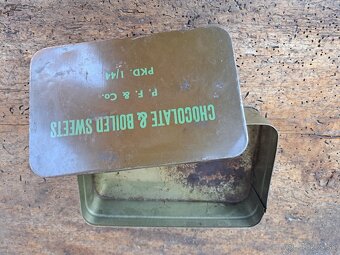 CHOCOLATE & BOILED SWEETS
P. F. & Co.
PKD. 1/44